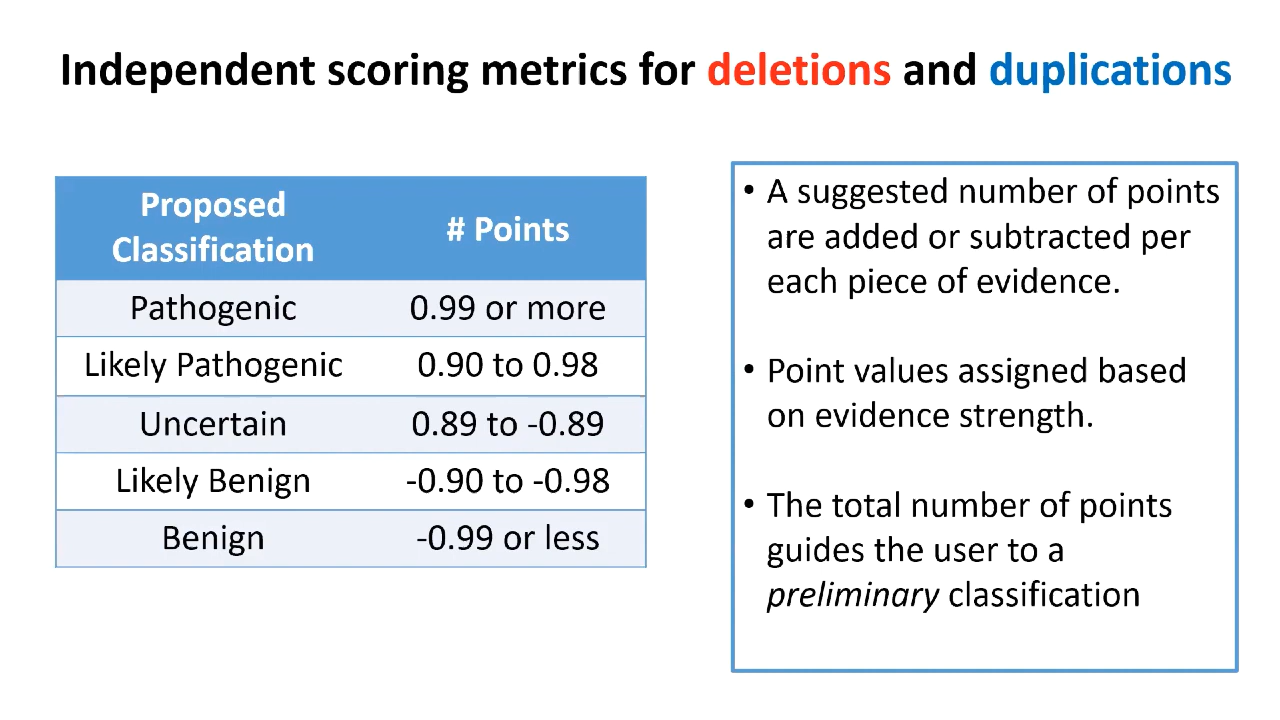 Independent scoring metrics for deletions and duplications
Proposed
Classification
# Points
Pathogenic 0.99 or more
Likely Pathogenic 0.90 to 0.98
Uncertain 0.89 to -0.89
Likely Benign -0.90 to -0.98
Benign -0.99 or less
• A suggested number of points
are added or subtracted per
each piece of evidence.
• Point values assigned based
on evidence strength.
• The total number of points
guides the user to a
preliminary classification